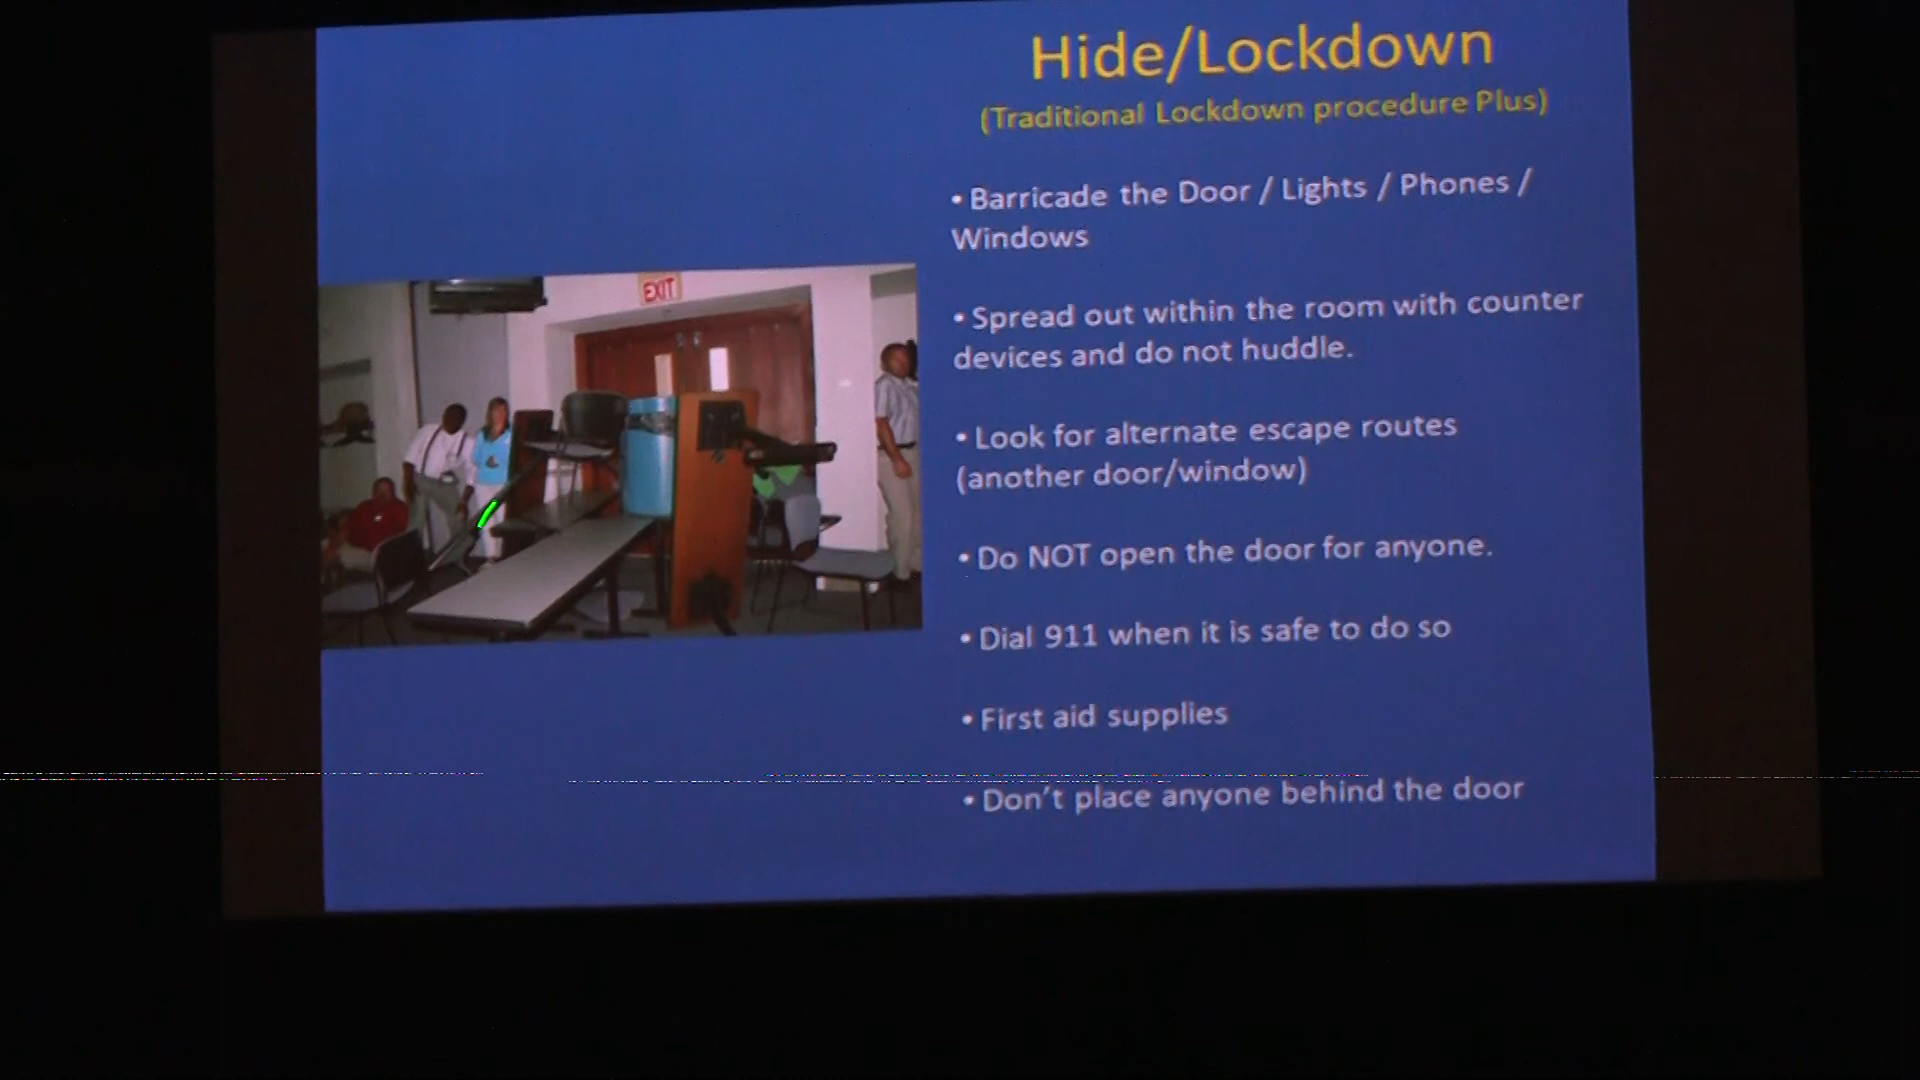 Hide/Lockdown
(Traditional Lockdown procedure Plus)
• Barricade the Door / Lights / Phones /
Windows
• Spread out within the room with counter
devices and do not huddle.
• Look for alternate escape routes
(another door/window)
• Do NOT open the door for anyone.
• Dial 911 when it is safe to do so
• First aid supplies
• Don't place anyone behind the door
EXIT